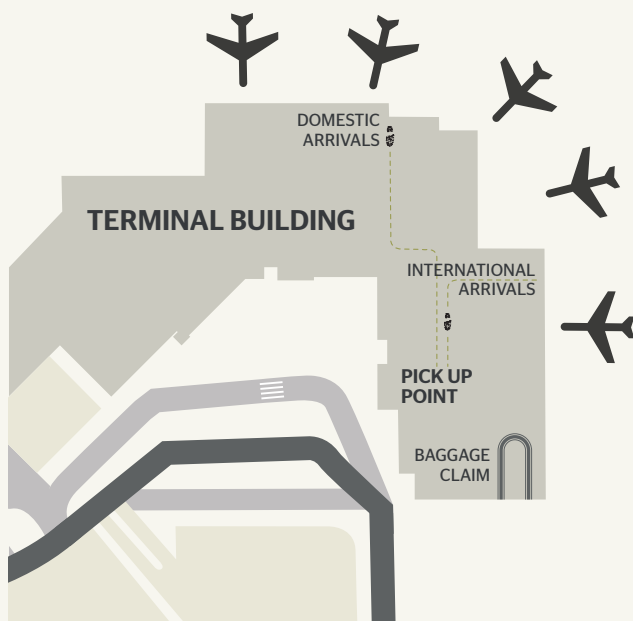 DOMESTIC
ARRIVALS
TERMINAL BUILDING
INTERNATIONAL
ARRIVALS
PICK UP
POINT
BAGGAGE
CLAIM